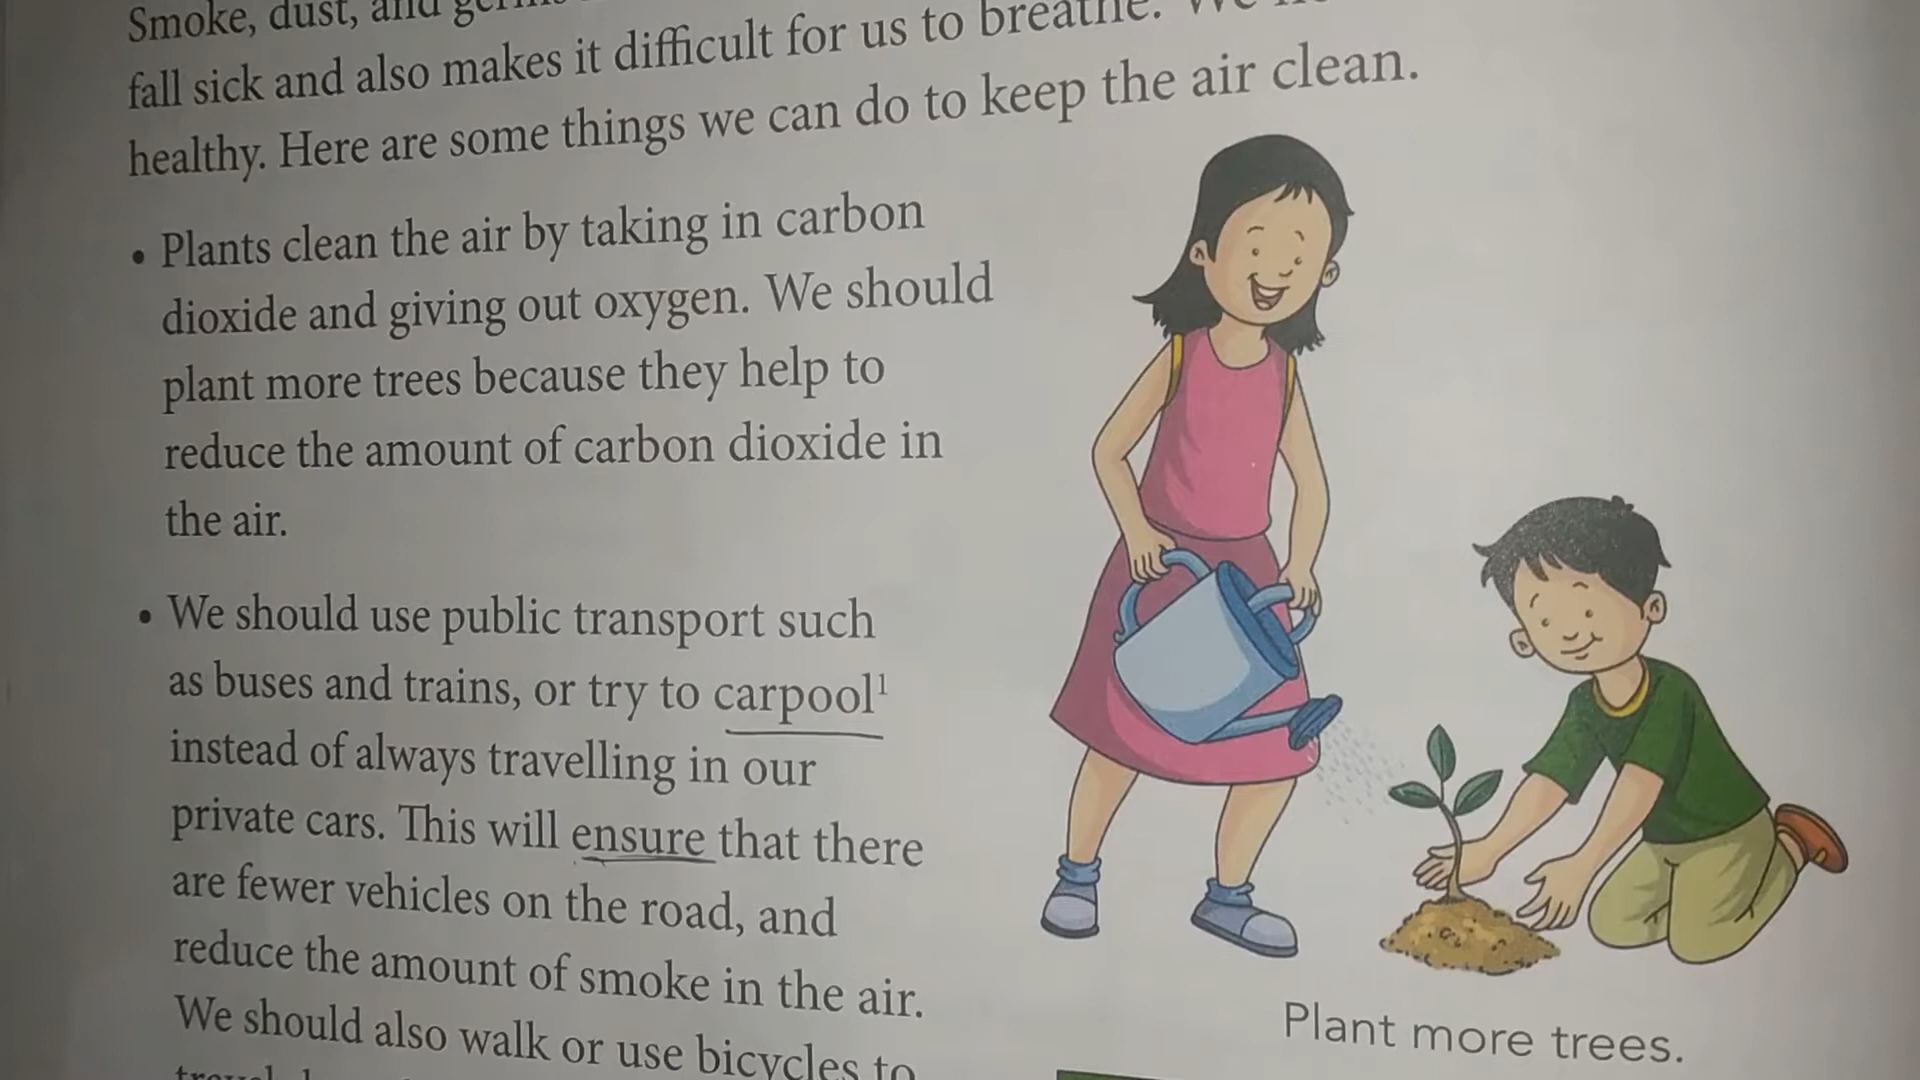 Smoke, dust, and germs
fall sick and also makes it difficult for us to breathe. We
healthy. Here are some things we can do to keep the air clean.
• Plants clean the air by taking in carbon
dioxide and giving out oxygen. We should
plant more trees because they help to
reduce the amount of carbon dioxide in
the air.
• We should use public transport such
as buses and trains, or try to carpool¹
instead of always travelling in our
private cars. This will ensure that there
are fewer vehicles on the road, and
reduce the amount of smoke in the air.
We should also walk or use bicycles to
Plant more trees.